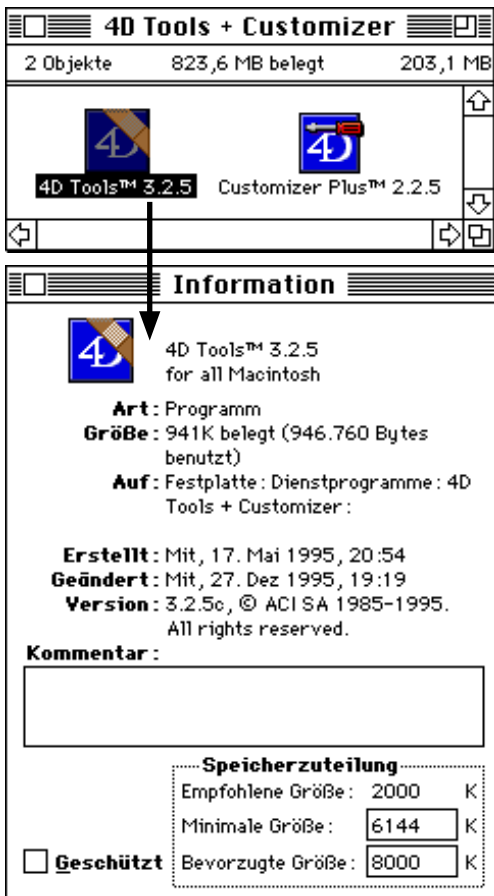 4D Tools + Customizer
2 Objekte 823,6 MB belegt 203,1 MB
4D
4D
4D Tools™ 3.2.5 Customizer Plus™ 2.2.5
Information
4D
4D Tools™ 3.2.5
for all Macintosh
Art: Programm
Größe: 941K belegt (946.760 Bytes
benutzt)
Auf: Festplatte: Dienstprogramme: 4D
Tools + Customizer:
Erstellt: Mit, 17. Mai 1995, 20:54
Geändert: Mit, 27. Dez 1995, 19:19
Version: 3.2.5c, © ACI SA 1985-1995.
All rights reserved.
Kommentar:
Speicherzuteilung
Empfohlene Größe: 2000 K
Minimale Größe: 6144 K
Geschützt Bevorzugte Größe: 8000 K